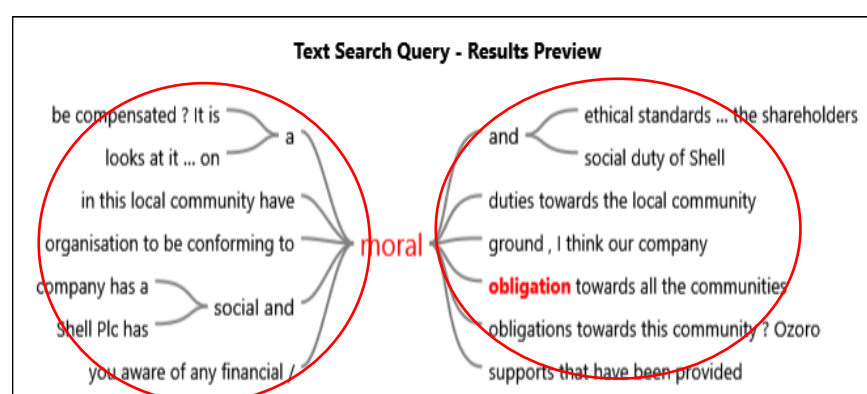 Text Search Query - Results Preview
be compensated ? It is
looks at it ... on
a
in this local community have
organisation to be conforming to
company has a
Shell Plc has
social and
you aware of any financial /
moral
and
ethical standards ... the shareholders
social duty of Shell
duties towards the local community
ground , I think our company
obligation towards all the communities
obligations towards this community ? Ozoro
supports that have been provided